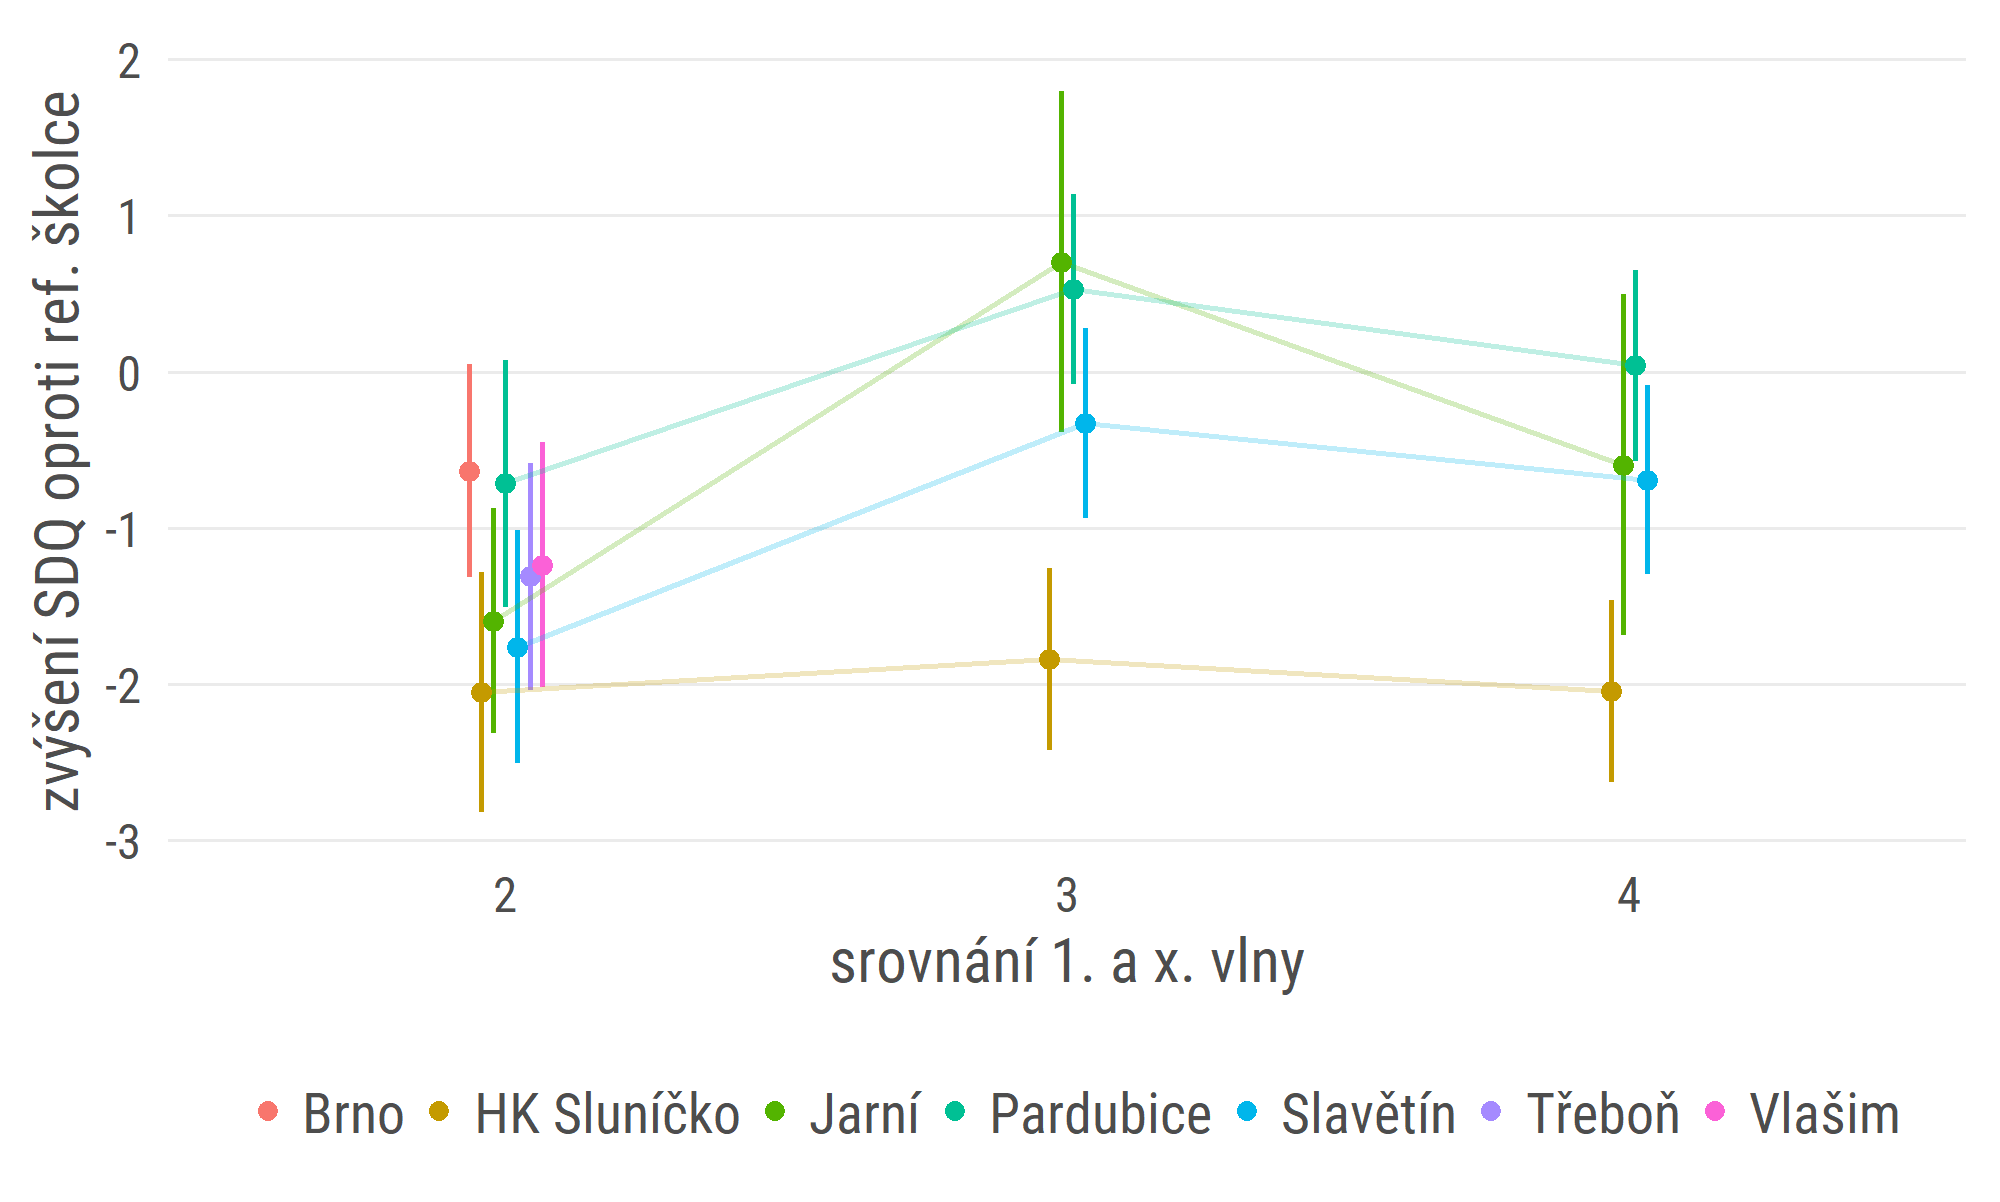 zvýšení SDQ oproti ref. školce
2
1
0
-1
-2
-3
2 3 4
srovnání 1. a x. vlny
Brno HK Sluníčko Jarní Pardubice Slavětín Třeboň Vlašim